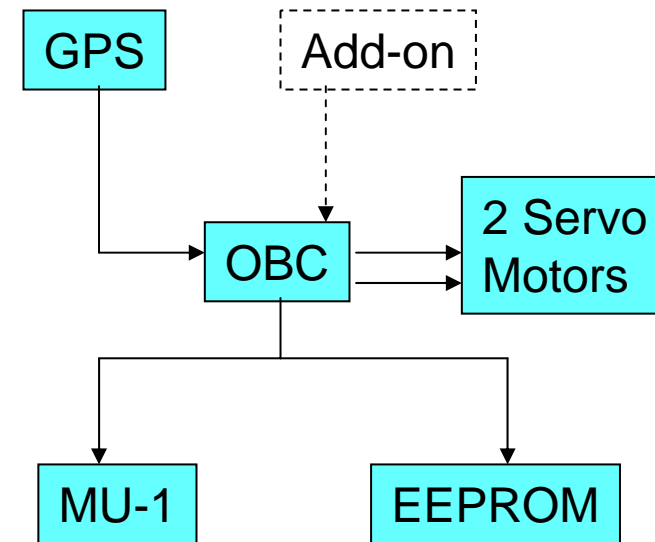 GPS
Add-on
OBC
2 Servo
Motors
MU-1
EEPROM